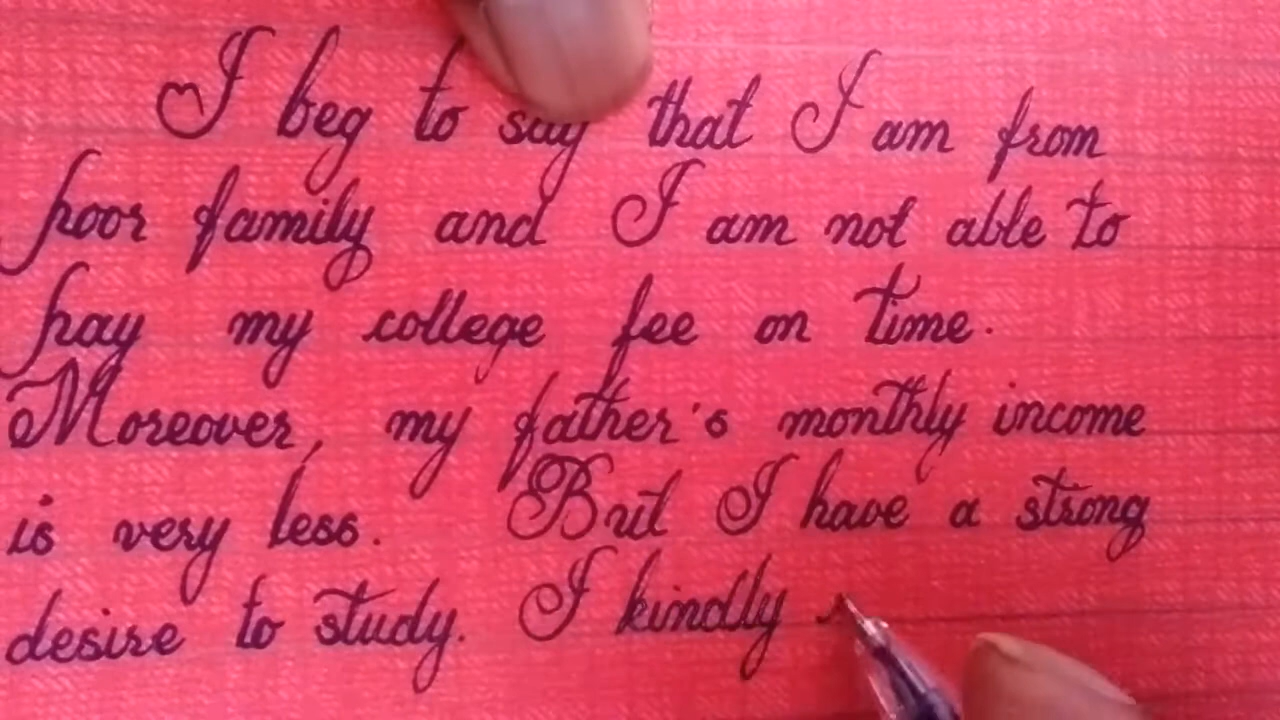 I beg to say that I am from
poor family and I am not able to
pay my college fee on time.
Moreover, my father's monthly income
is very less. But I have a strong
desire to study. I kindly